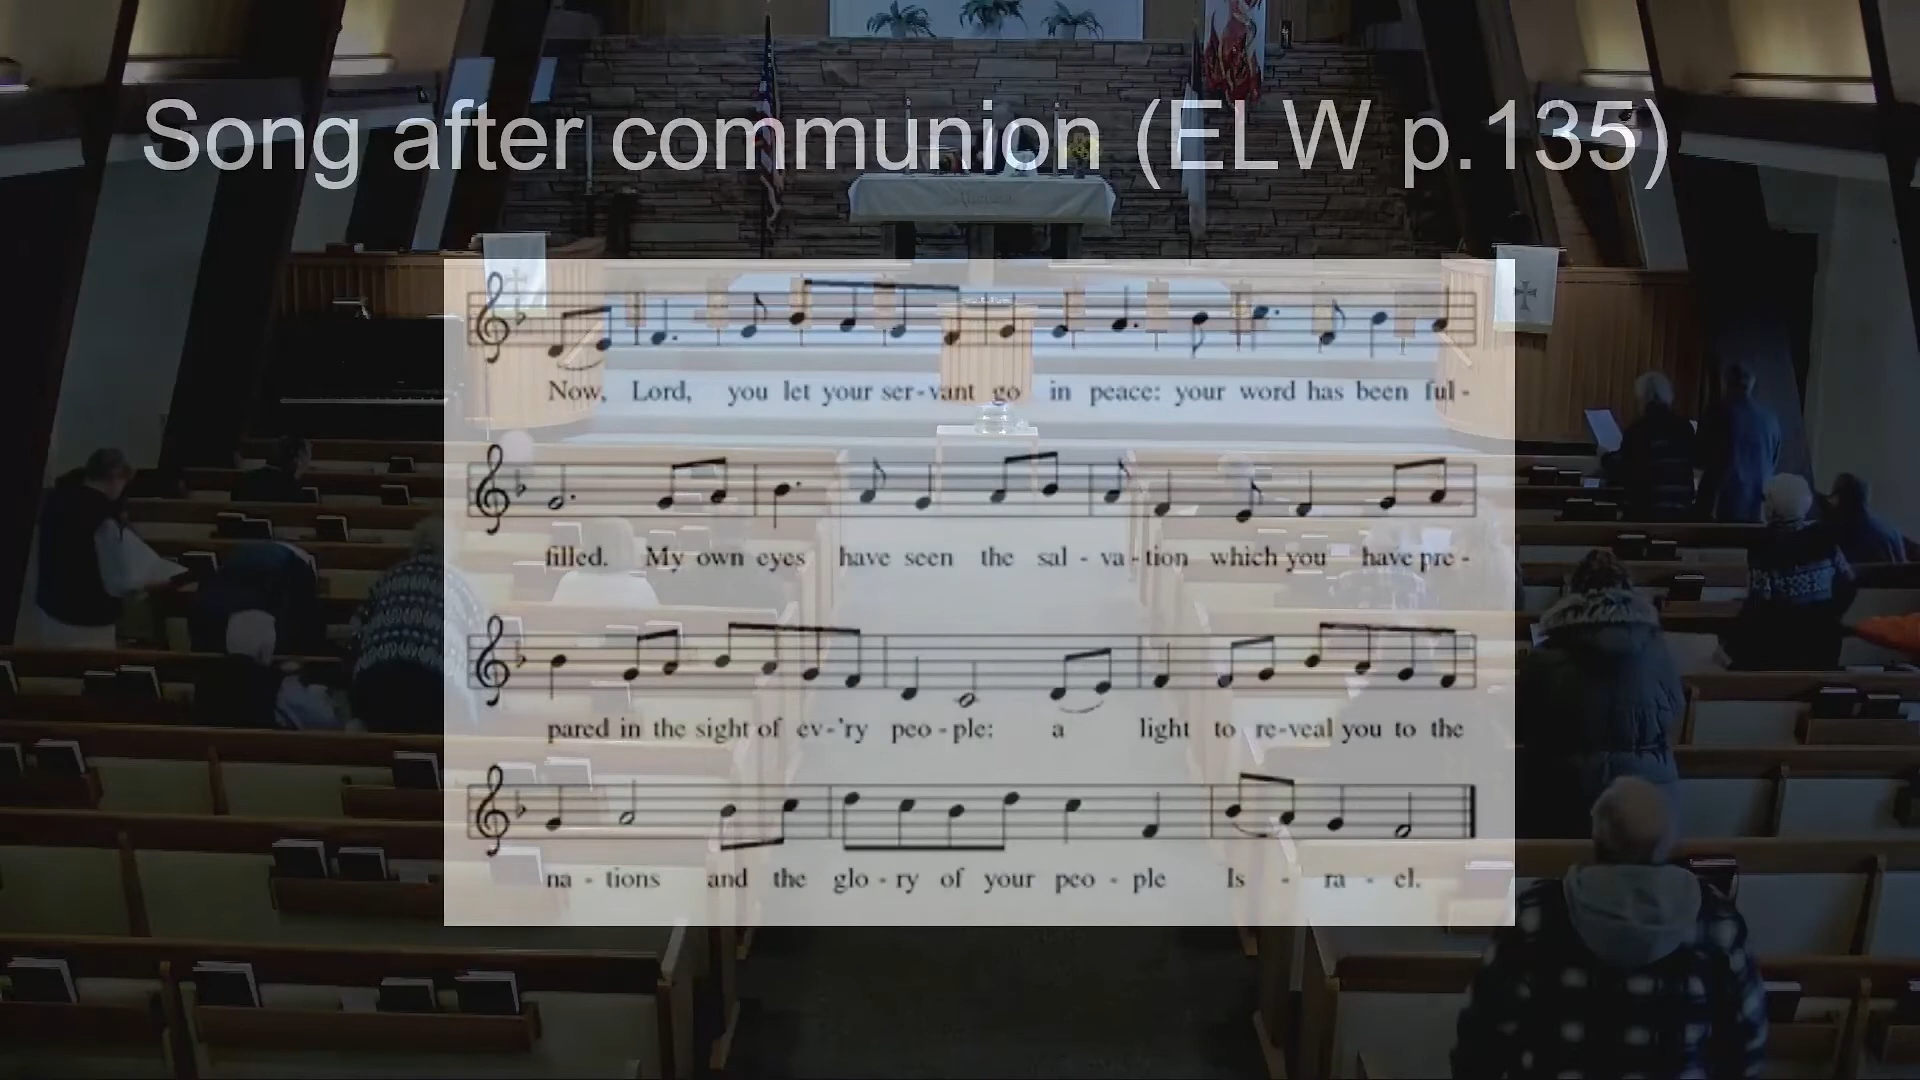 Song after communion (ELW p.135)
Now, Lord, you let your ser-vant go in peace: your word has been ful-
filled. My own eyes have seen the sal - va - tion which you have pre-
pared in the sight of ev-'ry peo - ple: a light to re-veal you to the
na - tions and the glo - ry of your peo - ple Is - ra - el.